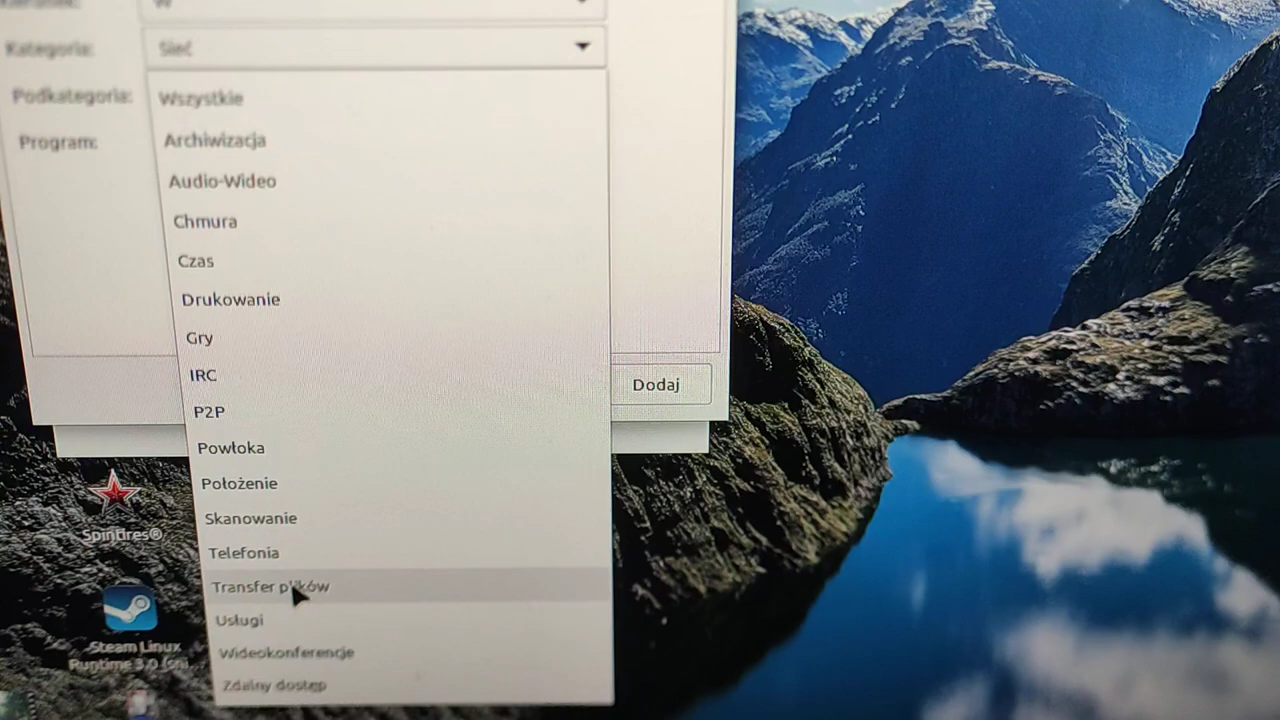 Kategoria: Sieć
Podkategoria: Wszystkie
Program: Archiwizacja
Audio-Wideo
Chmura
Czas
Drukowanie
Gry
IRC
P2P
Powłoka
Położenie
Skanowanie
Telefonia
Transfer plików
Usługi
Wideokonferencje
Zdalny dostęp
Dodaj
Spintires®
Steam Linux
Runtime 3.0 (sni...